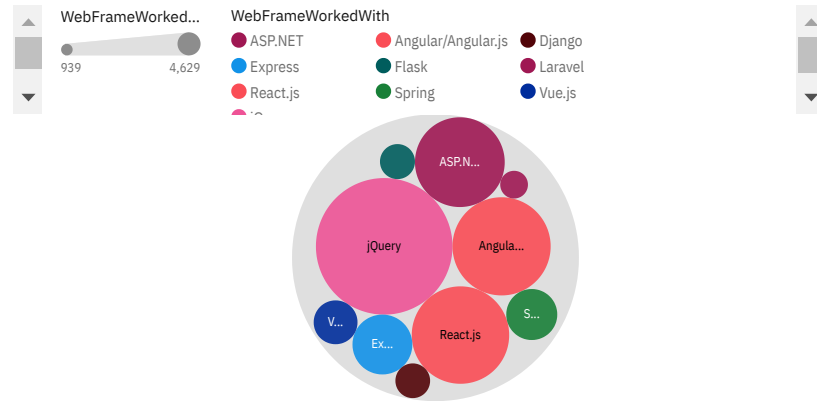 WebFrameWorked...
939
4,629
WebFrameWorkedWith
ASP.NET
Angular/Angular.js
Django
Express
Flask
Laravel
React.js
Spring
Vue.js
ASP.N...
jQuery
Angula...
S...
V...
Ex...
React.js